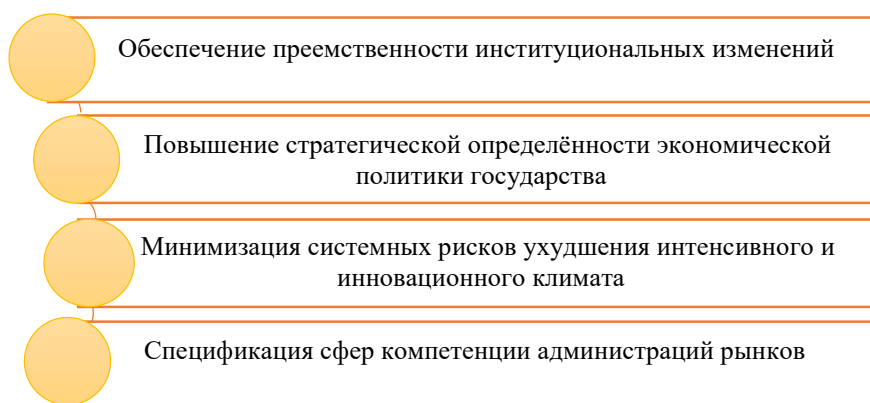 Обеспечение преемственности институциональных изменений
Повышение стратегической определённости экономической
политики государства
Минимизация системных рисков ухудшения интенсивного и
инновационного климата
Спецификация сфер компетенции администраций рынков